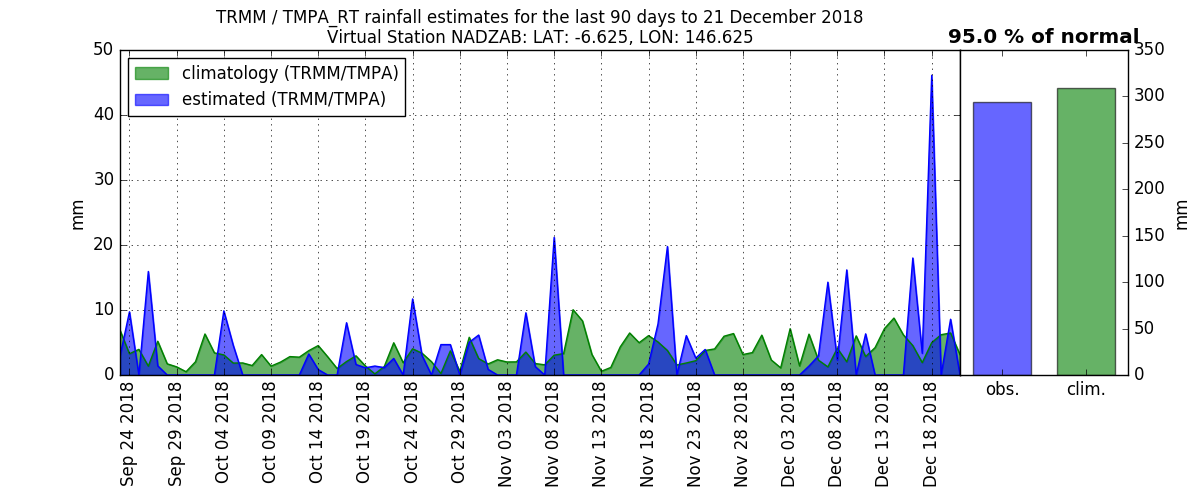 TRMM / TMPA_RT rainfall estimates for the last 90 days to 21 December 2018
Virtual Station NADZAB: LAT: -6.625, LON: 146.625
95.0 % of normal
climatology (TRMM/TMPA)
estimated (TRMM/TMPA)
50
40
30
20
10
0
mm
350
300
250
200
150
100
50
0
mm
obs.
clim.
Sep 24 2018
Sep 29 2018
Oct 04 2018
Oct 09 2018
Oct 14 2018
Oct 19 2018
Oct 24 2018
Oct 29 2018
Nov 03 2018
Nov 08 2018
Nov 13 2018
Nov 18 2018
Nov 23 2018
Nov 28 2018
Dec 03 2018
Dec 08 2018
Dec 13 2018
Dec 18 2018